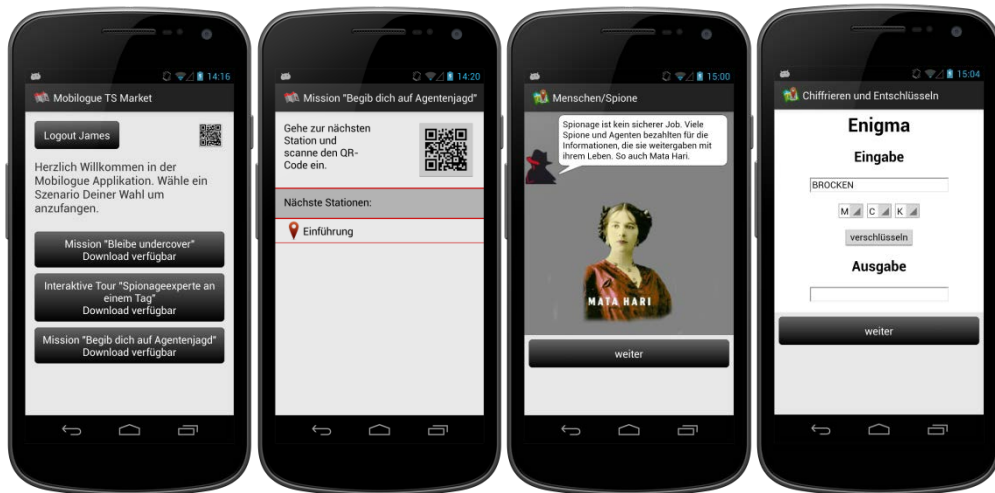 14:16
Mobilogue TS Market
Logout James
Herzlich Willkommen in der
Mobilogue Applikation. Wähle ein
Szenario Deiner Wahl um
anzufangen.
Mission "Bleibe undercover"
Download verfügbar
Interaktive Tour "Spionageexperte an
einem Tag"
Download verfügbar
Mission "Begib dich auf Agentenjagd"
Download verfügbar
14:20
Mission "Begib dich auf Agentenjagd"
Gehe zur nächsten
Station und
scanne den QR-
Code ein.
Nächste Stationen:
Einführung
15:00
Menschen/Spione
Spionage ist kein sicherer Job. Viele
Spione und Agenten bezahlten für die
Informationen, die sie weitergaben mit
ihrem Leben. So auch Mata Hari.
MATA HARI
weiter
15:04
Chiffrieren und Entschlüsseln
Enigma
Eingabe
BROCKEN
M C K
verschlüseln
Ausgabe
weiter